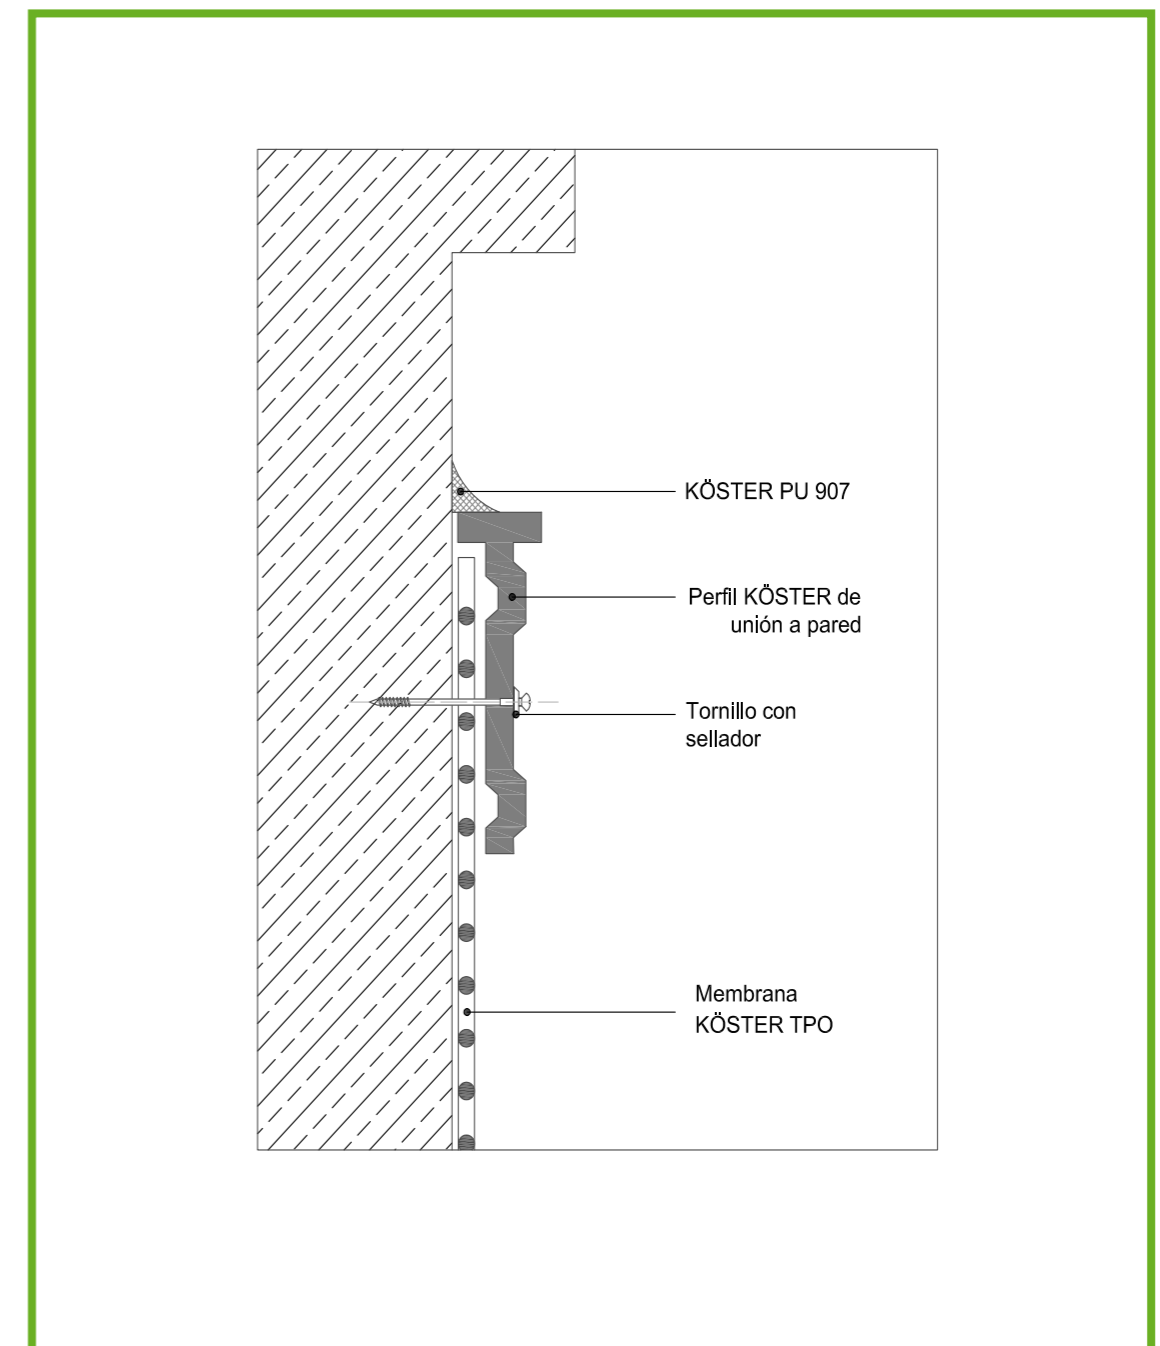 KÖSTER PU 907
Perfil KÖSTER de
unión a pared
Tornillo con
sellador
Membrana
KÖSTER TPO